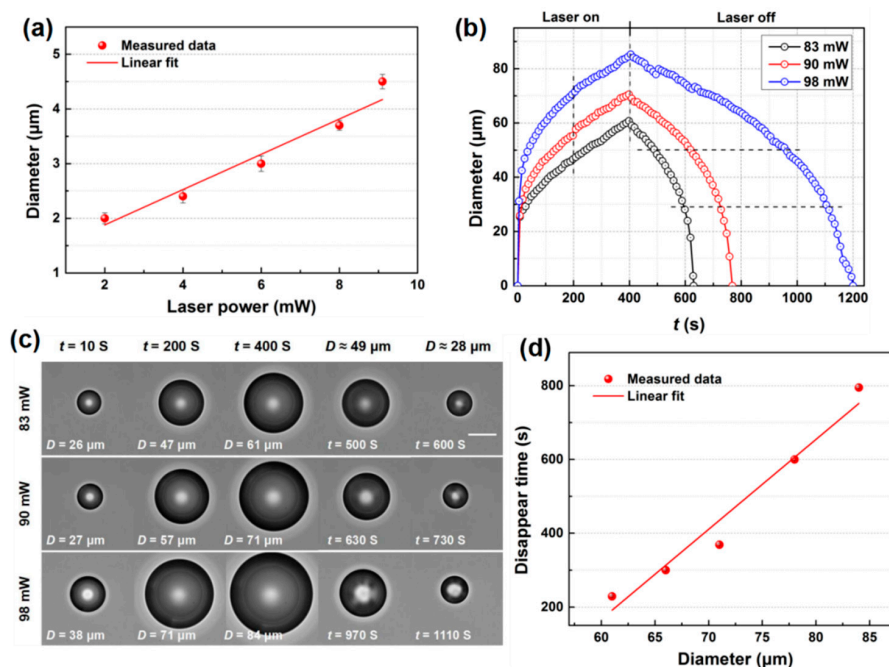 (a)
Measured data
Linear fit
Diameter (μm)
5
4
3
2
1
2
4
6
8
10
Laser power (mW)
(b)
Laser on
Laser off
83 mW
90 mW
98 mW
Diameter (μm)
80
60
40
20
0
0
200
400
600
800
1000
1200
t (s)
(c)
t = 10 S
t = 200 S
t = 400 S
D ≈ 49 μm
D ≈ 28 μm
83 mW
D = 26 μm
D = 47 μm
D = 61 μm
t = 500 S
t = 600 S
90 mW
D = 27 μm
D = 57 μm
D = 71 μm
t = 630 S
t = 730 S
98 mW
D = 38 μm
D = 71 μm
D = 84 μm
t = 970 S
t = 1110 S
(d)
Measured data
Linear fit
Disappear time (s)
800
600
400
200
60
65
70
75
80
85
Diameter (μm)